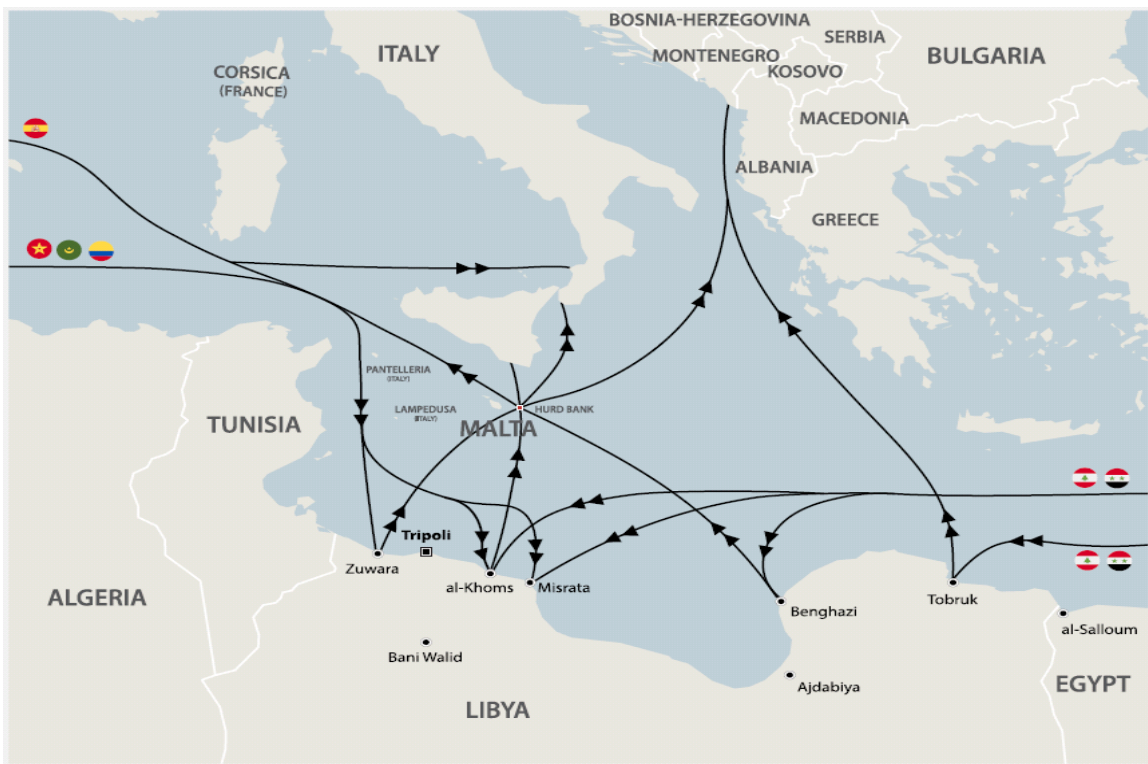 BOSNIA-HERZEGOVINA
SERBIA
ITALY
MONTENEGRO
BULGARIA
KOSOVO
CORSICA
(FRANCE)
MACEDONIA
ALBANIA
GREECE
PANTELLERIA
(ITALY)
LAMPEDUSA
(ITALY)
HURD BANK
TUNISIA
MALTA
Tripoli
Zuwara
al-Khoms
Misrata
ALGERIA
Benghazi
Tobruk
al-Salloum
Bani Walid
Ajdabiya
EGYPT
LIBYA